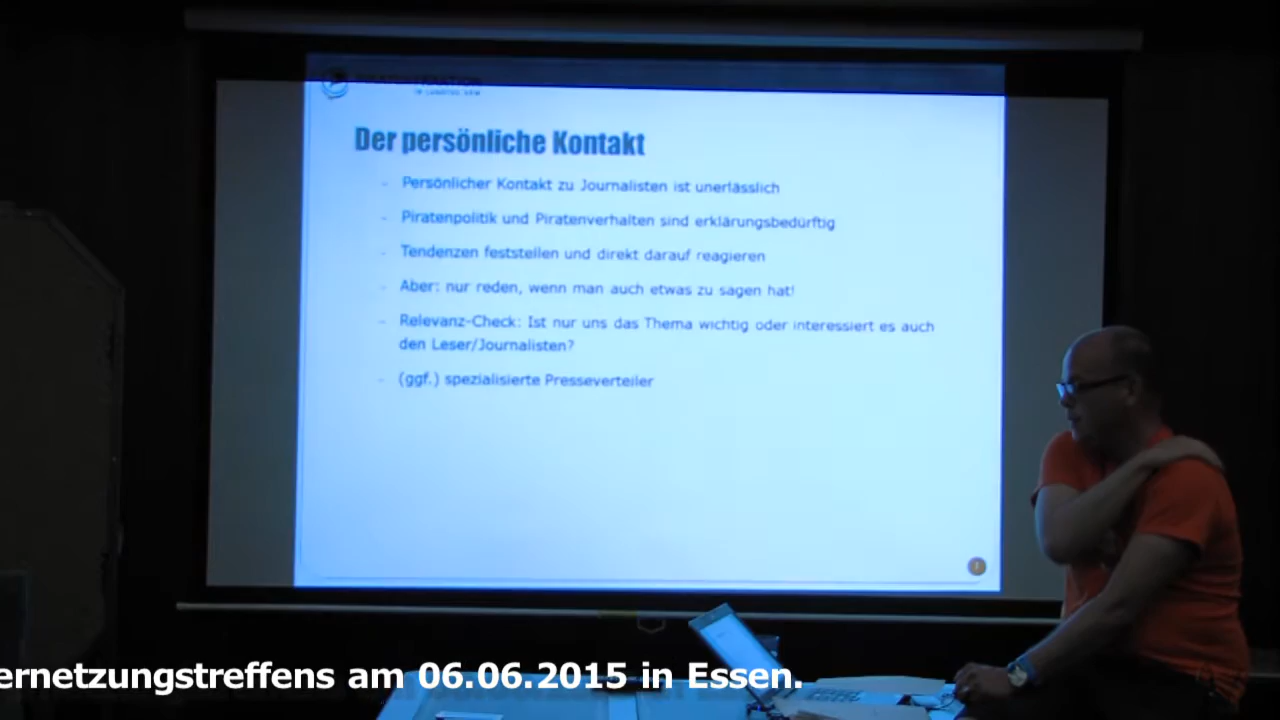 Der persönliche Kontakt
- Persönlicher Kontakt zu Journalisten ist unerlässlich
- Piratenpolitik und Piratenverhalten sind erklärungsbedürftig
- Tendenzen feststellen und direkt darauf reagieren
- Aber: nur reden, wenn man auch etwas zu sagen hat!
- Relevanz-Check: Ist nur uns das Thema wichtig oder interessiert es auch
den Leser/Journalisten?
- (ggf.) spezialisierte Presseverteiler
ernetzungstreffens am 06.06.2015 in Essen.